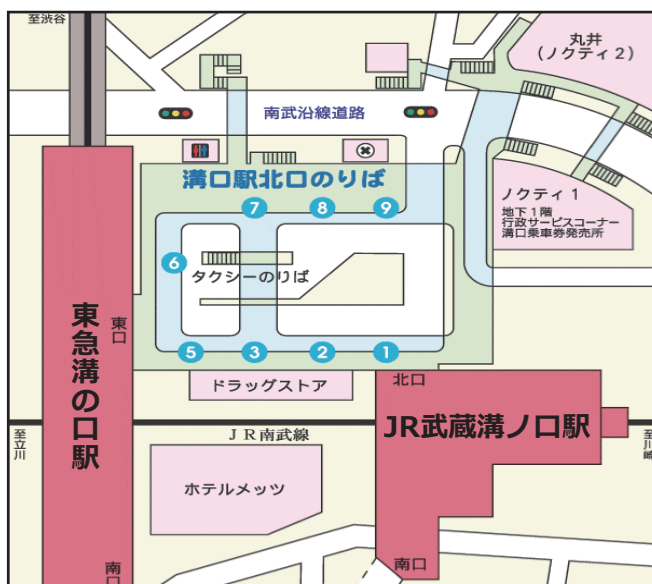 至渋谷
丸井
(ノクティ2)
南武沿線道路
溝口駅北口のりば
7
8
9
ノクティ1
地下1階
行政サービスコーナー
溝口乗車券発売所
6
タクシーのりば
東急溝の口駅
東口
5
3
2
1
ドラッグストア
北口
JR武蔵溝ノ口駅
至立川
JR南武線
至川崎
ホテルメッツ
南口
南口